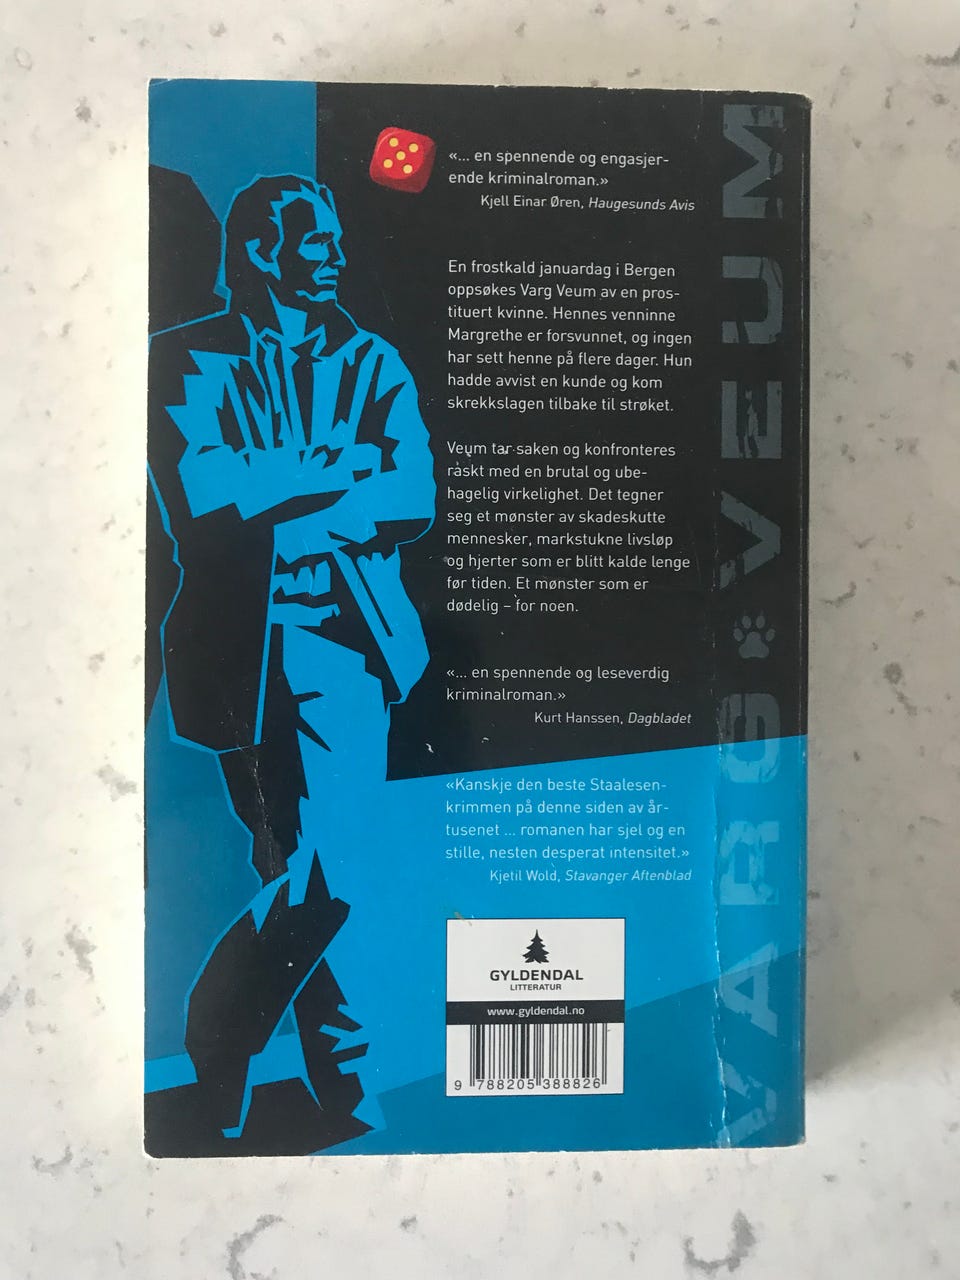 «... en spennende og engasjer-
ende kriminalroman.»
Kjell Einar Øren, Haugesunds Avis
En frostkald januardag i Bergen
oppsøkes Varg Veum av en pros-
tituert kvinne. Hennes venninne
Margrethe er forsvunnet, og ingen
har sett henne på flere dager. Hun
hadde avvist en kunde og kom
skrekkslagen tilbake til strøket.
Veum tar saken og konfronteres
raskt med en brutal og ube-
hagelig virkelighet. Det tegner
seg et mønster av skadeskutte
mennesker, markstukne livsløp
og hjerter som er blitt kalde lenge
før tiden. Et mønster som er
dødelig – for noen.
«... en spennende og leseverdig
kriminalroman.»
Kurt Hanssen, Dagbladet
«Kanskje den beste Staalesen-
krimmen på denne siden av år-
tusenet ... romanen har sjel og en
stille, nesten desperat intensitet.»
Kjetil Wold, Stavanger Aftenblad
GYLDENDAL
LITTERATUR
www.gyldendal.no
9 788205 388826
VARG VEUM